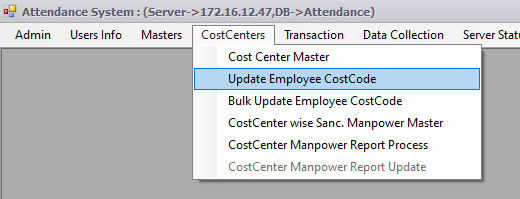 Attendance System : (Server->172.16.12.47,DB->Attendance)
Admin Users Info Masters CostCenters Transaction Data Collection Server Statu
Cost Center Master
Update Employee CostCode
Bulk Update Employee CostCode
CostCenter wise Sanc. Manpower Master
CostCenter Manpower Report Process
CostCenter Manpower Report Update